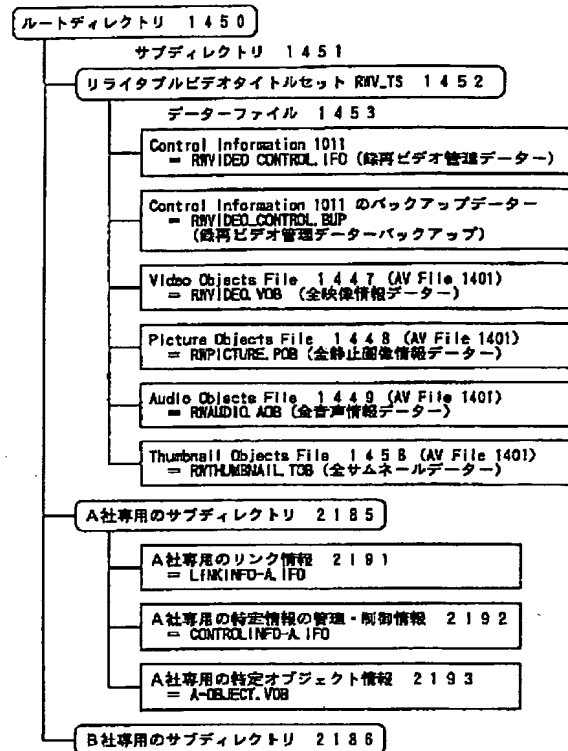 ルートディレクトリ 1450
サブディレクトリ 1451
リライタブルビデオタイトルセット RWV_TS 1452
データーファイル 1453
Control Information 1011
= RWVIDEO_CONTROL.IFO (録再ビデオ管理データー)
Control Information 1011 のバックアップデーター
= RWVIDEO_CONTROL.BUP
(録再ビデオ管理データーバックアップ)
Video Objects File 1447 (AV File 1401)
= RWVIDEO.VOB (全映像情報データー)
Picture Objects File 1448 (AV File 1401)
= RWPICTURE.POB (全静止画像情報データー)
Audio Objects File 1449 (AV File 1401)
= RWAUDIO.AOB (全音声情報データー)
Thumbnail Objects File 1458 (AV File 1401)
= RWTHUMBNAIL.TOB (全サムネールデーター)
A社専用のサブディレクトリ 2185
A社専用のリンク情報 2191
= LINKINFO-A.IFO
A社専用の特定情報の管理・制御情報 2192
= CONTROLINFO-A.IFO
A社専用の特定オブジェクト情報 2193
= A-OBJECT.VOB
B社専用のサブディレクトリ 2186